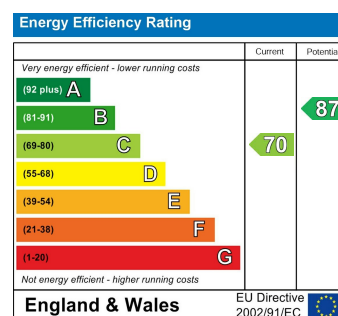 Energy Efficiency Rating
Current Potentia
Very energy efficient - lower running costs
(92 plus) A
(81-91) B 87
(69-80) C 70
(55-68) D
(39-54) E
(21-38) F
(1-20) G
Not energy efficient - higher running costs
England & Wales EU Directive
2002/91/EC